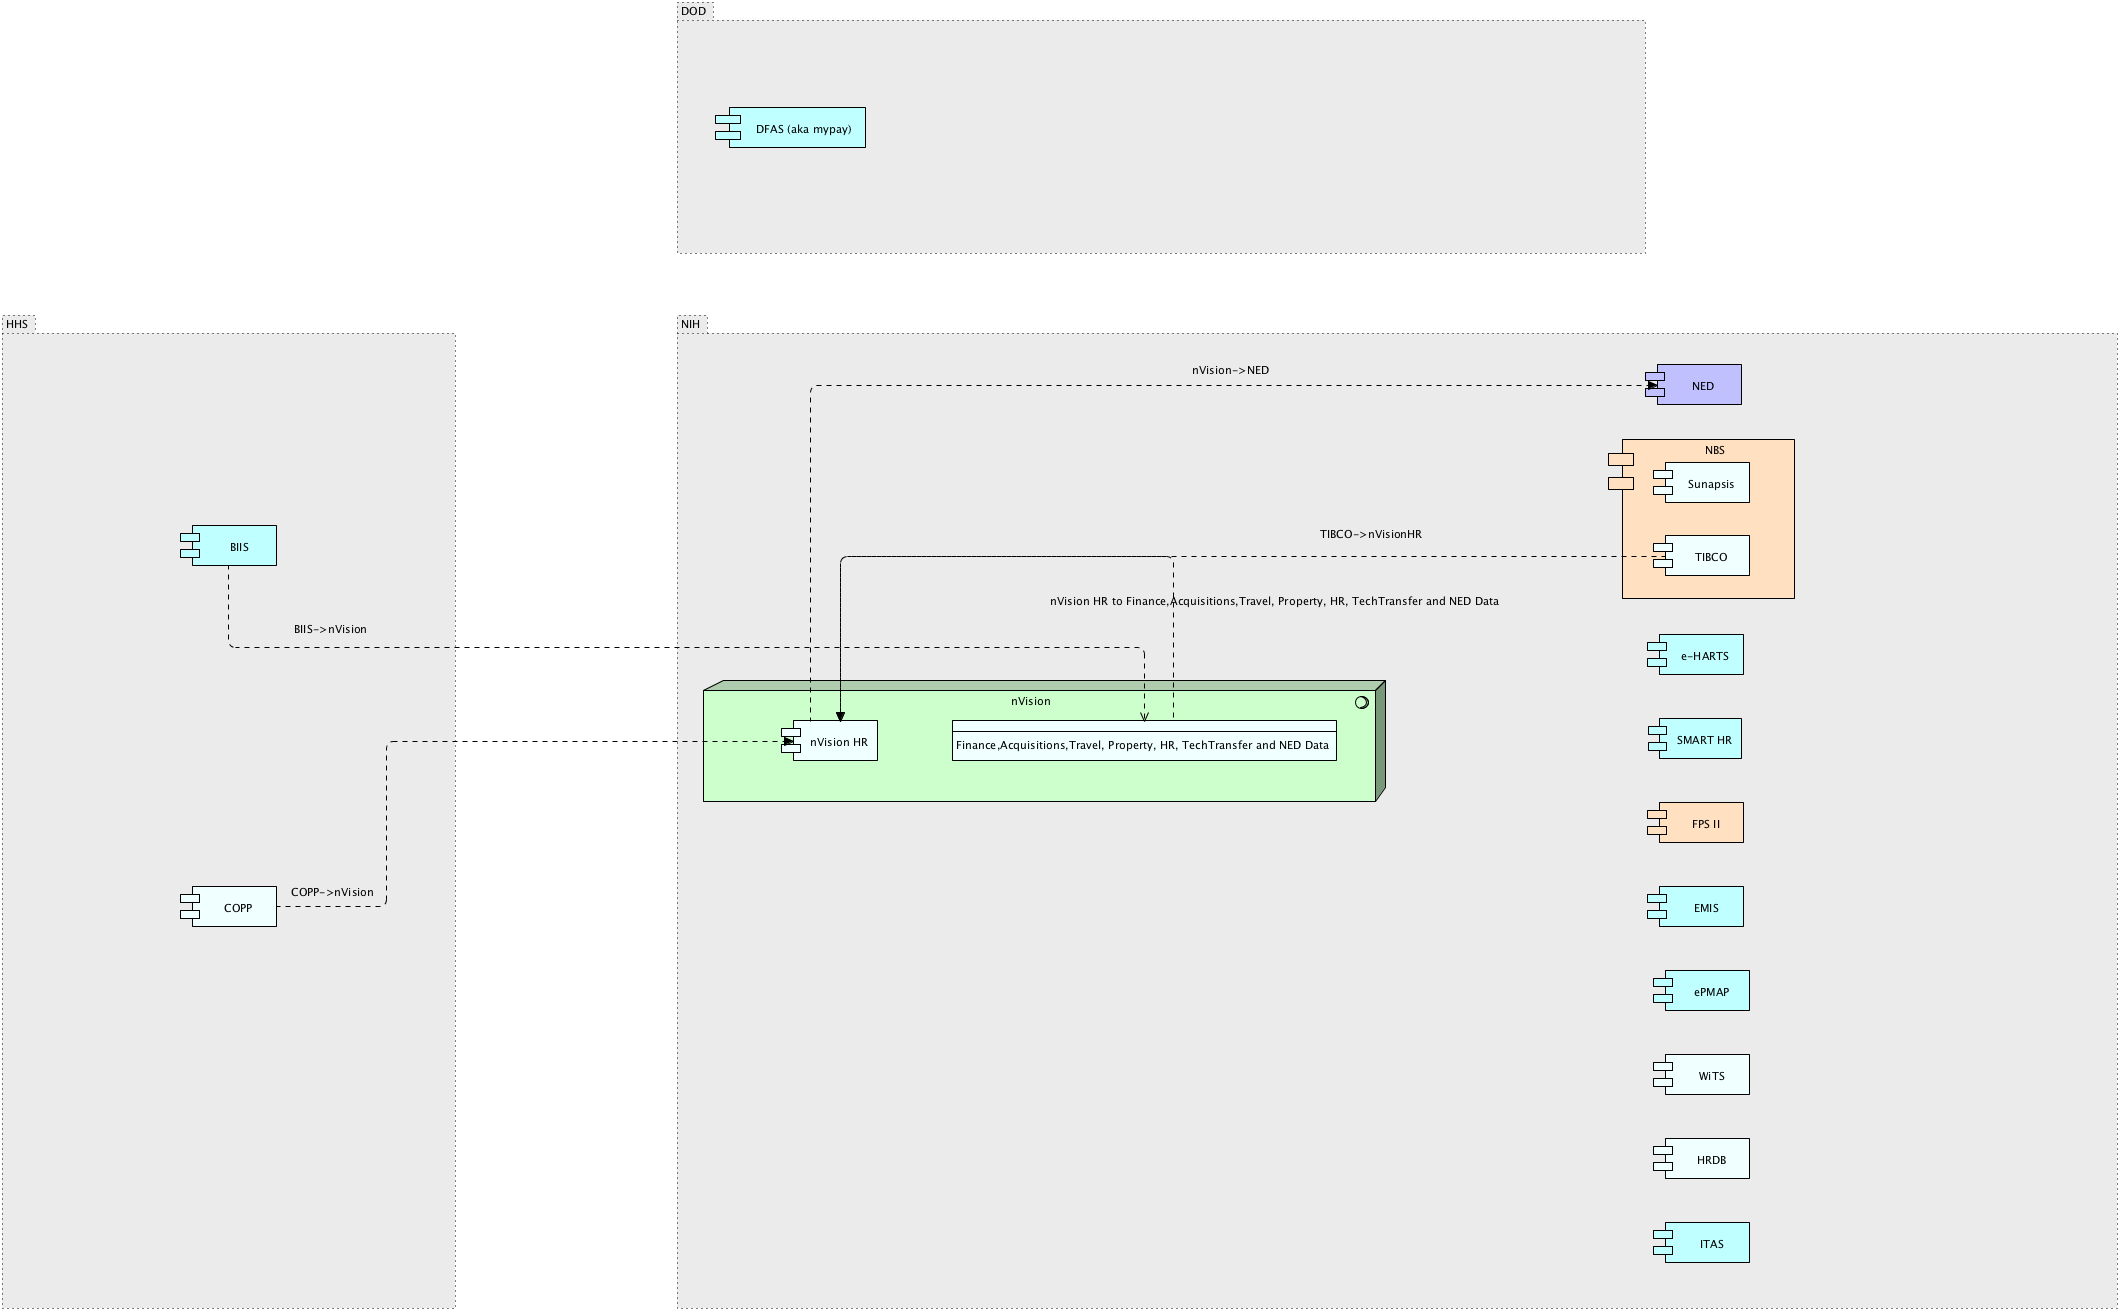 DOD
DFAS (aka mypay)
HHS
NIH
nVision->NED
NED
NBS
Sunapsis
TIBCO->nVisionHR
TIBCO
BIIS
nVision HR to Finance,Acquisitions,Travel, Property, HR, TechTransfer and NED Data
BIIS->nVision
e-HARTS
nVision
nVision HR
Finance,Acquisitions,Travel, Property, HR, TechTransfer and NED Data
SMART HR
FPS II
COPP->nVision
COPP
EMIS
ePMAP
WiTS
HRDB
ITAS